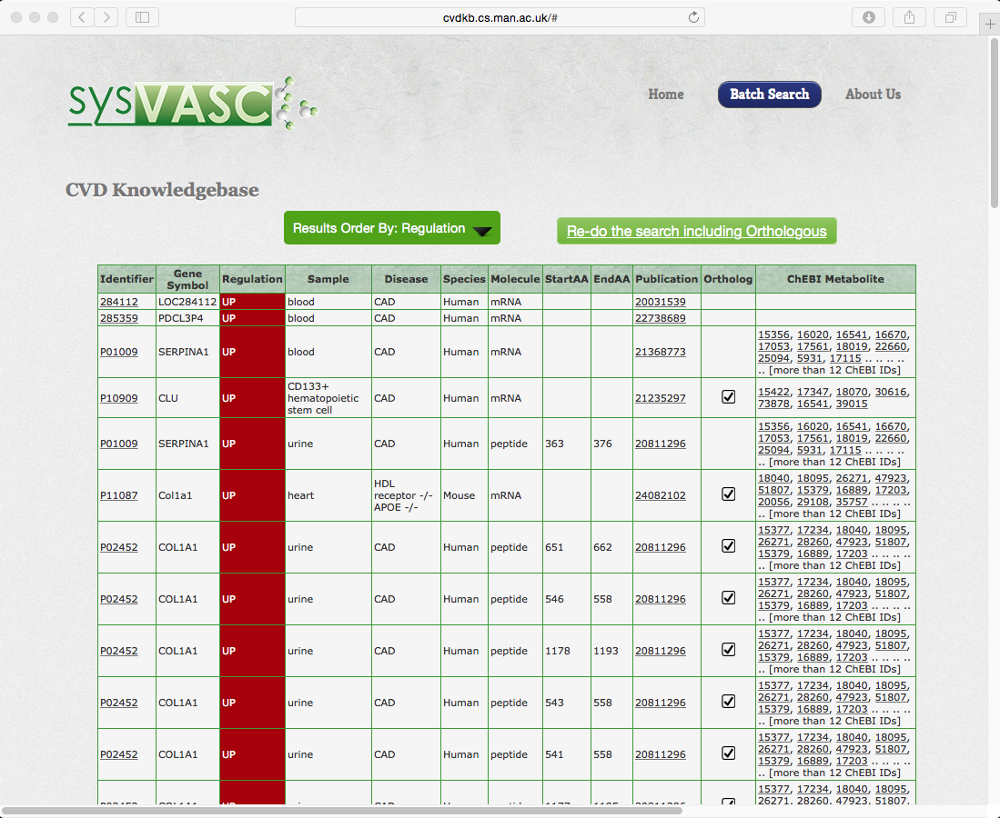 cvdkb.cs.man.ac.uk/#
sysVASC
Home
Batch Search
About Us
CVD Knowledgebase
Results Order By: Regulation
Re-do the search including Orthologous
Identifier Gene Symbol Regulation Sample Disease Species Molecule StartAA EndAA Publication Ortholog ChEBI Metabolite
284112 LOC284112 UP blood CAD Human mRNA 20031539
285359 PDCL3P4 UP blood CAD Human mRNA 22738689
P01009 SERPINA1 UP blood CAD Human mRNA 21368773
15356, 16020, 16541, 16670,
17053, 17561, 18019, 22660,
25094, 5931, 17115 .. .. .. ..
.. [more than 12 ChEBI IDs]
P10909 CLU UP
CD133+
hematopoietic
stem cell
CAD Human mRNA 21235297
15422, 17347, 18070, 30616,
73878, 16541, 39015
P01009 SERPINA1 UP urine CAD Human peptide 363 376 20811296
15356, 16020, 16541, 16670,
17053, 17561, 18019, 22660,
25094, 5931, 17115 .. .. .. ..
.. [more than 12 ChEBI IDs]
P11087 Col1a1 UP heart
HDL
receptor -/-
APOE -/-
Mouse mRNA 24082102
18040, 18095, 26271, 47923,
51807, 15379, 16889, 17203,
20056, 29108, 35757 .. .. .. ..
.. [more than 12 ChEBI IDs]
P02452 COL1A1 UP urine CAD Human peptide 651 662 20811296
15377, 17234, 18040, 18095,
26271, 28260, 47923, 51807,
15379, 16889, 17203 .. .. .. ..
.. [more than 12 ChEBI IDs]
P02452 COL1A1 UP urine CAD Human peptide 546 558 20811296
15377, 17234, 18040, 18095,
26271, 28260, 47923, 51807,
15379, 16889, 17203 .. .. .. ..
.. [more than 12 ChEBI IDs]
P02452 COL1A1 UP urine CAD Human peptide 1178 1193 20811296
15377, 17234, 18040, 18095,
26271, 28260, 47923, 51807,
15379, 16889, 17203 .. .. .. ..
.. [more than 12 ChEBI IDs]
P02452 COL1A1 UP urine CAD Human peptide 543 558 20811296
15377, 17234, 18040, 18095,
26271, 28260, 47923, 51807,
15379, 16889, 17203 .. .. .. ..
.. [more than 12 ChEBI IDs]
P02452 COL1A1 UP urine CAD Human peptide 541 558 20811296
15377, 17234, 18040, 18095,
26271, 28260, 47923, 51807,
15379, 16889, 17203 .. .. .. ..
.. [more than 12 ChEBI IDs]
15377, 17234, 18040, 18095,
26271, 28260, 47923, 51807,